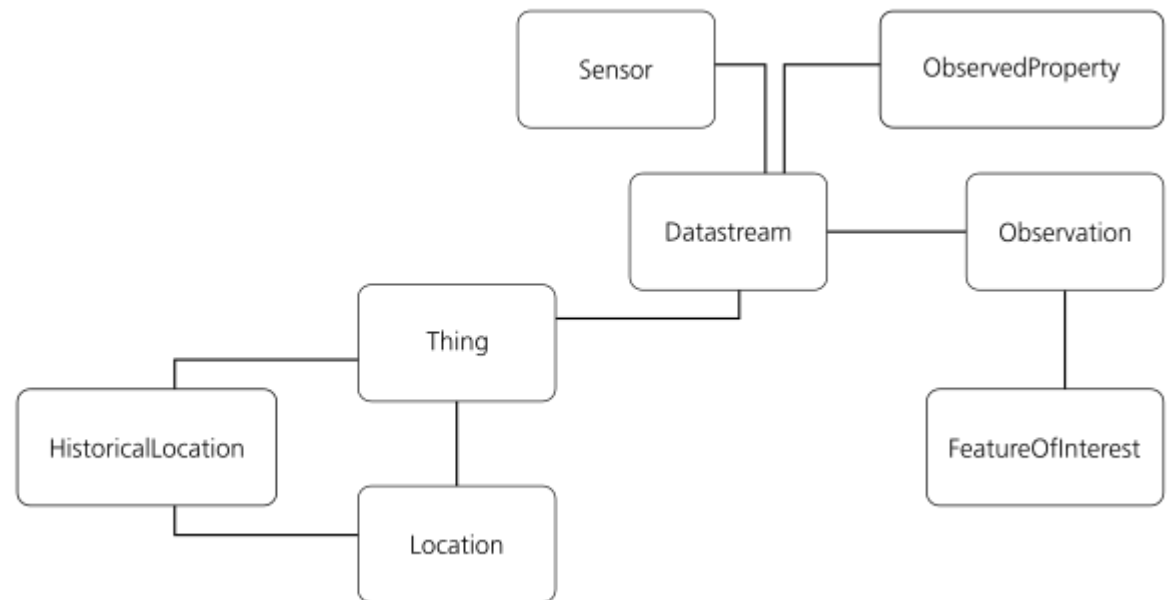 Sensor
ObservedProperty
Datastream
Observation
Thing
HistoricalLocation
FeatureOfInterest
Location